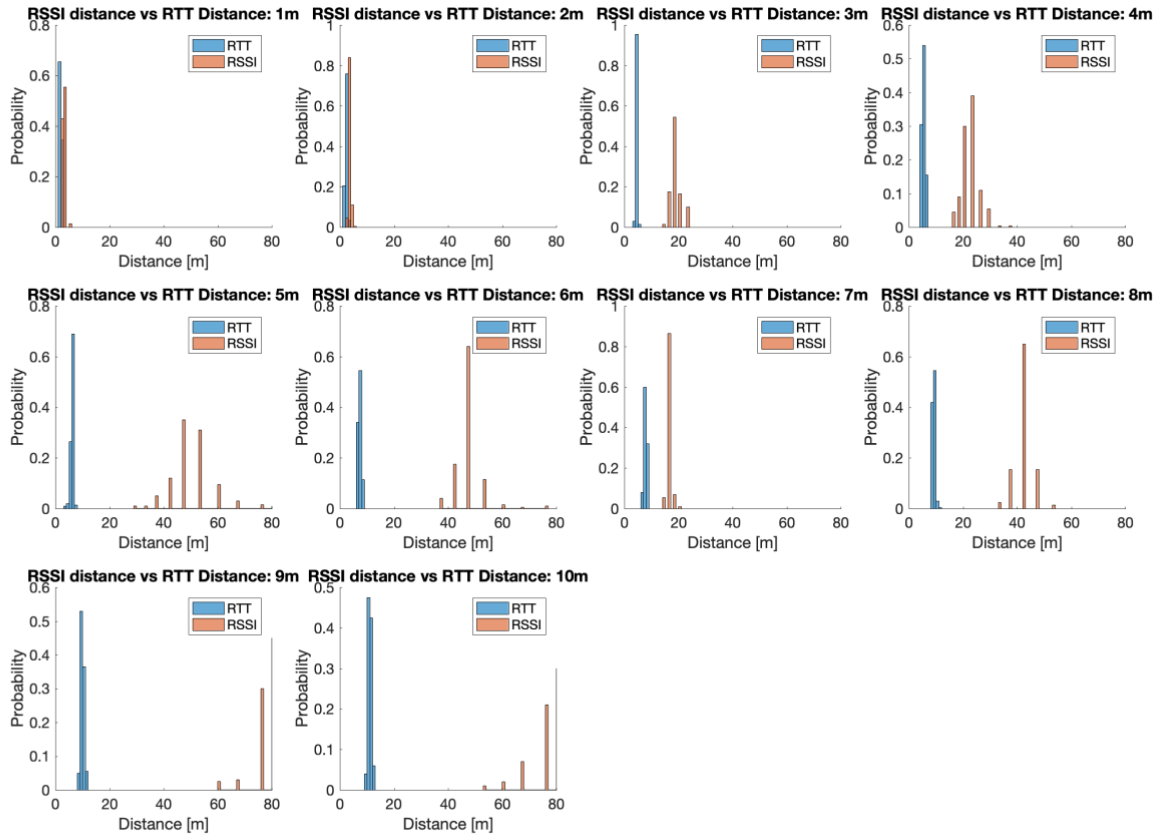 RSSI distance vs RTT Distance: 1m
0.8
0.6
0.4
0.2
0
Probability
RTT
RSSI
0 20 40 60 80
Distance [m]
RSSI distance vs RTT Distance: 2m
1
0.8
0.6
0.4
0.2
0
Probability
RTT
RSSI
0 20 40 60 80
Distance [m]
RSSI distance vs RTT Distance: 3m
1
0.8
0.6
0.4
0.2
0
Probability
RTT
RSSI
0 20 40 60 80
Distance [m]
RSSI distance vs RTT Distance: 4m
0.6
0.5
0.4
0.3
0.2
0.1
0
Probability
RTT
RSSI
0 20 40 60 80
Distance [m]
RSSI distance vs RTT Distance: 5m
0.8
0.6
0.4
0.2
0
Probability
RTT
RSSI
0 20 40 60 80
Distance [m]
RSSI distance vs RTT Distance: 6m
0.8
0.6
0.4
0.2
0
Probability
RTT
RSSI
0 20 40 60 80
Distance [m]
RSSI distance vs RTT Distance: 7m
1
0.8
0.6
0.4
0.2
0
Probability
RTT
RSSI
0 20 40 60 80
Distance [m]
RSSI distance vs RTT Distance: 8m
0.8
0.6
0.4
0.2
0
Probability
RTT
RSSI
0 20 40 60 80
Distance [m]
RSSI distance vs RTT Distance: 9m
0.6
0.5
0.4
0.3
0.2
0.1
0
Probability
RTT
RSSI
0 20 40 60 80
Distance [m]
RSSI distance vs RTT Distance: 10m
0.5
0.4
0.3
0.2
0.1
0
Probability
RTT
RSSI
0 20 40 60 80
Distance [m]